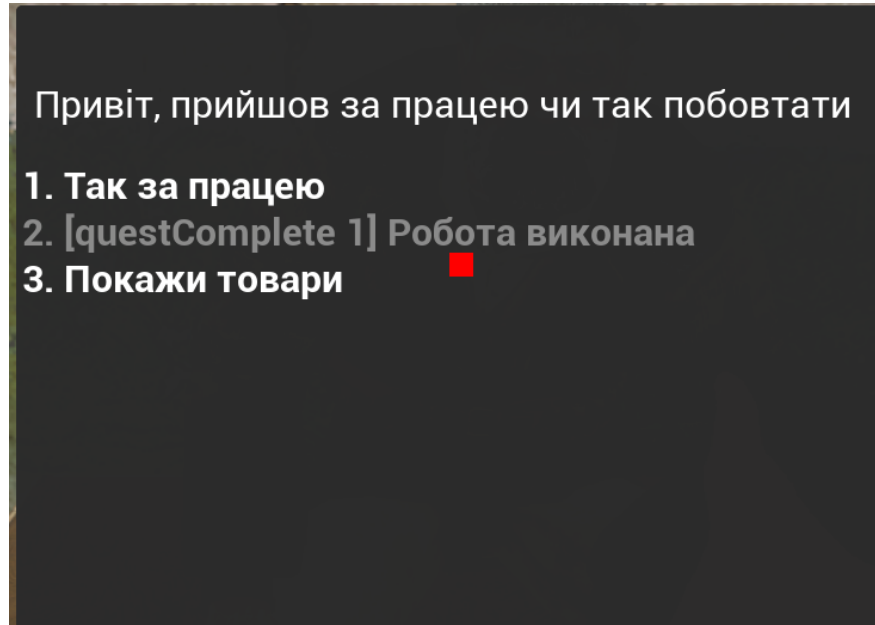 Привіт, прийшов за працею чи так побовтати
1. Так за працею
2. [questComplete 1] Робота виконана
3. Покажи товари